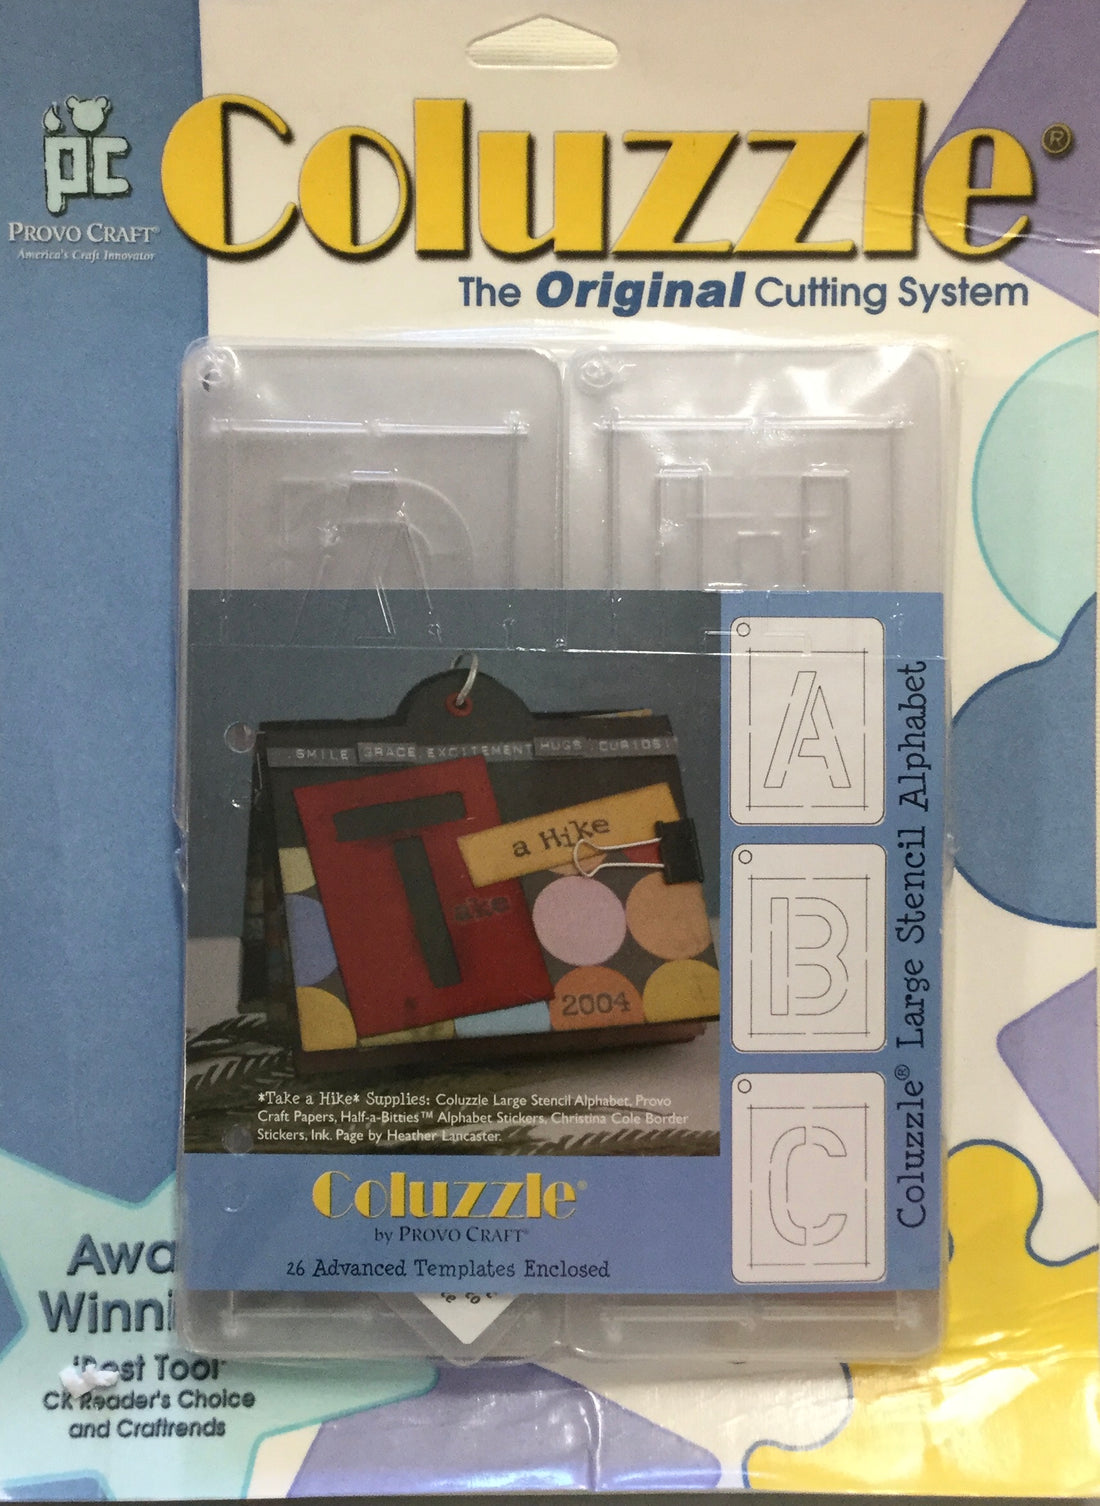 pc
PROVO CRAFT®
America's Craft Innovator
Coluzzle®
The Original Cutting System
SMILE GRACE EXCITEMENT HUGS
T
ake
a Hike
2004
*Take a Hike* Supplies: Coluzzle Large Stencil Alphabet, Provo
Craft Papers, Half-a-Bitties™ Alphabet Stickers, Christina Cole Border
Stickers, Ink. Page by Heather Lancaster.
Coluzzle®
by PROVO CRAFT®
26 Advanced Templates Enclosed
A
B
C
Coluzzle® Large Stencil Alphabet
Awa
Winni
'Best Tool'
CK Reader's Choice
and Craftrends